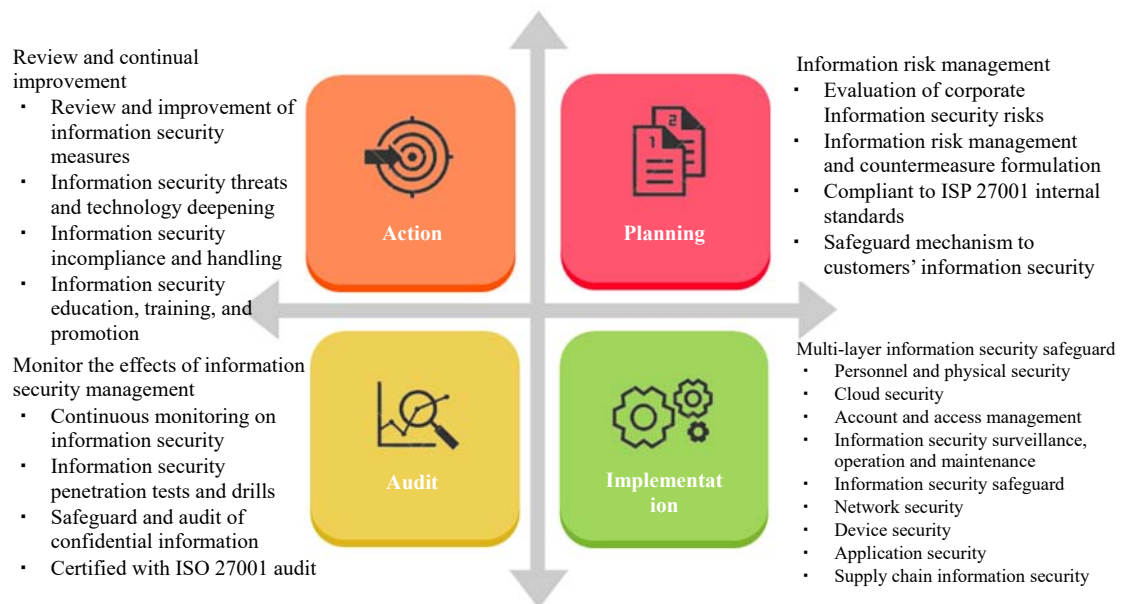 Review and continual
improvement
▪ Review and improvement of
information security
measures
▪ Information security threats
and technology deepening
▪ Information security
incompliance and handling
▪ Information security
education, training, and
promotion
Action
1
2
Planning
Information risk management
▪ Evaluation of corporate
Information security risks
▪ Information risk management
and countermeasure formulation
▪ Compliant to ISP 27001 internal
standards
▪ Safeguard mechanism to
customers’ information security
Monitor the effects of information
security management
▪ Continuous monitoring on
information security
▪ Information security
penetration tests and drills
▪ Safeguard and audit of
confidential information
▪ Certified with ISO 27001 audit
Audit
Implementat
ion
Multi-layer information security safeguard
▪ Personnel and physical security
▪ Cloud security
▪ Account and access management
▪ Information security surveillance,
operation and maintenance
▪ Information security safeguard
▪ Network security
▪ Device security
▪ Application security
▪ Supply chain information security